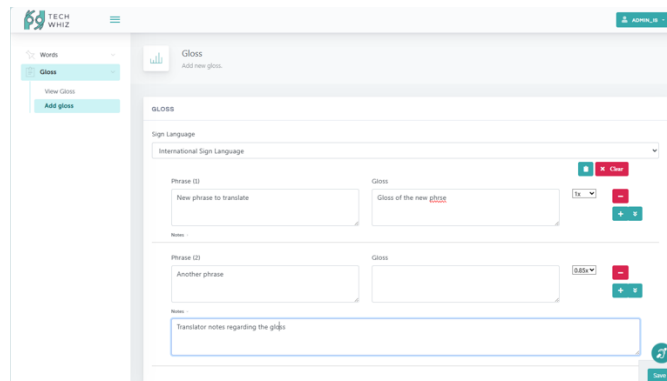 TECH
WHIZ
ADMIN_IS
Words
Gloss
View Gloss
Add gloss
Gloss
Add new gloss.
GLOSS
Sign Language
International Sign Language
Clear
Phrase (1)
Gloss
New phrase to translate
Gloss of the new phrse
1x
Notes -
Phrase (2)
Gloss
Another phrase
0.85x
Notes -
Translator notes regarding the gloss
Save